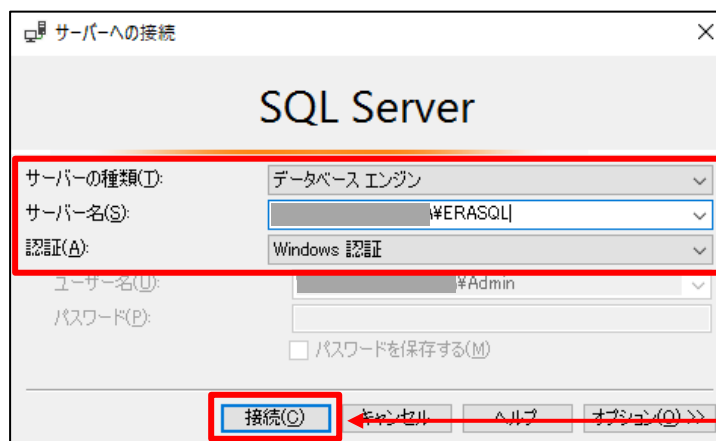 サーバーへの接続
SQL Server
サーバーの種類(T): データベース エンジン
サーバー名(S): \ERASQL
認証(A): Windows 認証
ユーザー名(U): ¥Admin
パスワード(P):
パスワードを保存する(M)
接続(C) キャンセル ヘルプ オプション(O) >>